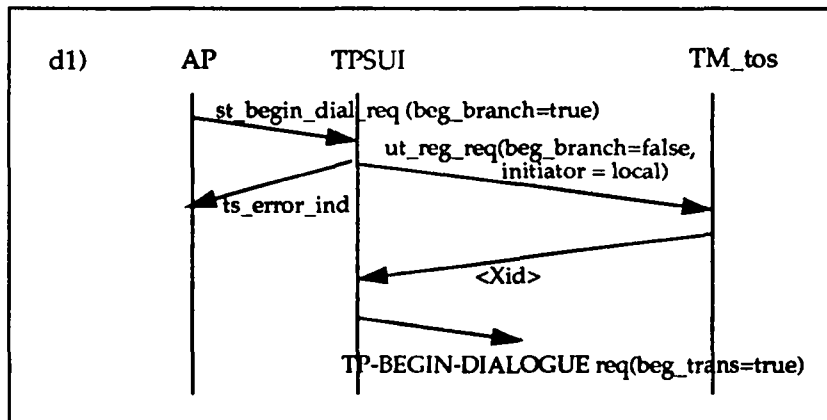 d1) AP TPSUI TM_tos
st_begin_dial_req (beg_branch=true)
ut_reg_req(beg_branch=false,
initiator = local)
ts_error_ind
<Xid>
TP-BEGIN-DIALOGUE req(beg_trans=true)